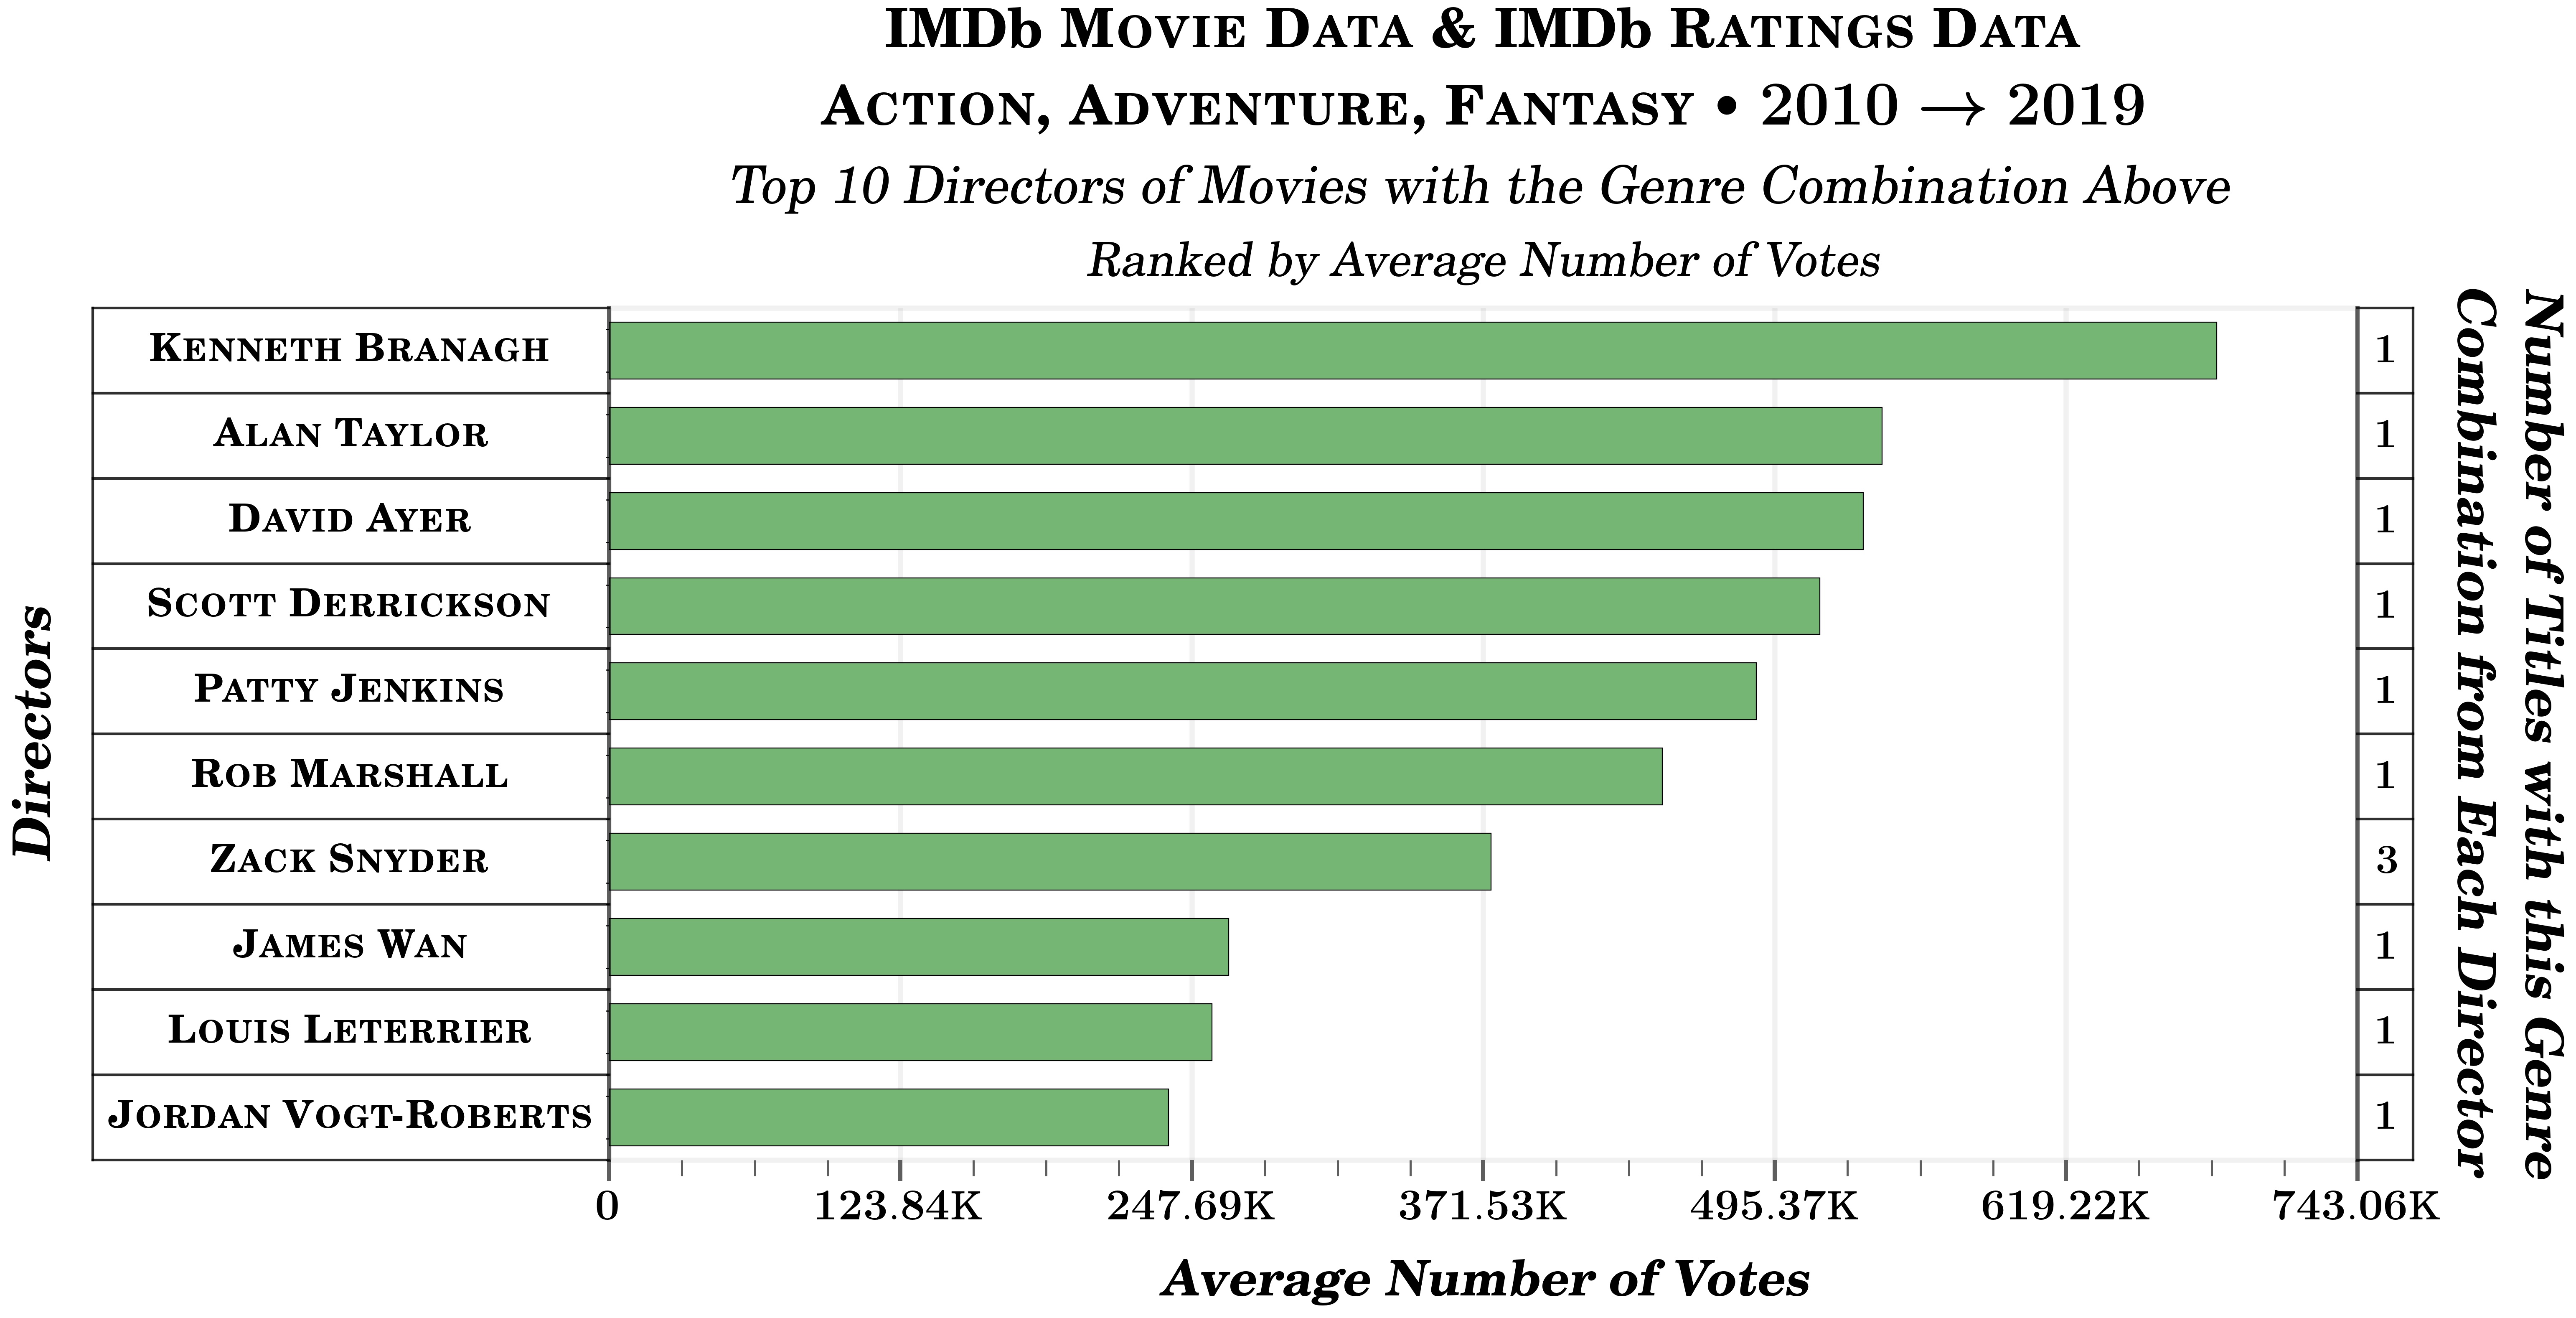 IMDb Movie Data & IMDb Ratings Data
Action, Adventure, Fantasy • 2010 → 2019
Top 10 Directors of Movies with the Genre Combination Above
Ranked by Average Number of Votes
Directors
Kenneth Branagh 1
Alan Taylor 1
David Ayer 1
Scott Derrickson 1
Patty Jenkins 1
Rob Marshall 1
Zack Snyder 3
James Wan 1
Louis Leterrier 1
Jordan Vogt-Roberts 1
Number of Titles with this Genre
Combination from Each Director
0 123.84K 247.69K 371.53K 495.37K 619.22K 743.06K
Average Number of Votes